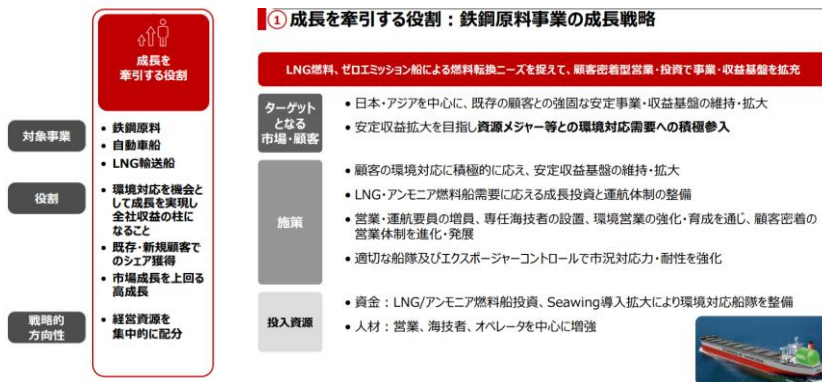 成長を
牽引する役割
対象事業
• 鉄鋼原料
• 自動車船
• LNG輸送船
役割
• 環境対応を機会と
して成長を実現し
全社収益の柱に
なること
• 既存・新規顧客で
のシェア獲得
• 市場成長を上回る
高成長
戦略的
方向性
• 経営資源を
集中的に配分
① 成長を牽引する役割：鉄鋼原料事業の成長戦略
LNG燃料、ゼロエミッション船による燃料転換ニーズを捉えて、顧客密着型営業・投資で事業・収益基盤を拡充
ターゲット
となる
市場・顧客
• 日本・アジアを中心に、既存の顧客との強固な安定事業・収益基盤の維持・拡大
• 安定収益拡大を目指し資源メジャー等との環境対応需要への積極参入
施策
• 顧客の環境対応に積極的に応え、安定収益基盤の維持・拡大
• LNG・アンモニア燃料船需要に応える成長投資と運航体制の整備
• 営業・運航要員の増員、専任海技者の設置、環境営業の強化・育成を通じ、顧客密着の
営業体制を進化・発展
• 適切な船隊及びエクスポージャーコントロールで市況対応力・耐性を強化
投入資源
• 資金：LNG/アンモニア燃料船投資、Seawing導入拡大により環境対応船隊を整備
• 人材：営業、海技者、オペレータを中心に増強